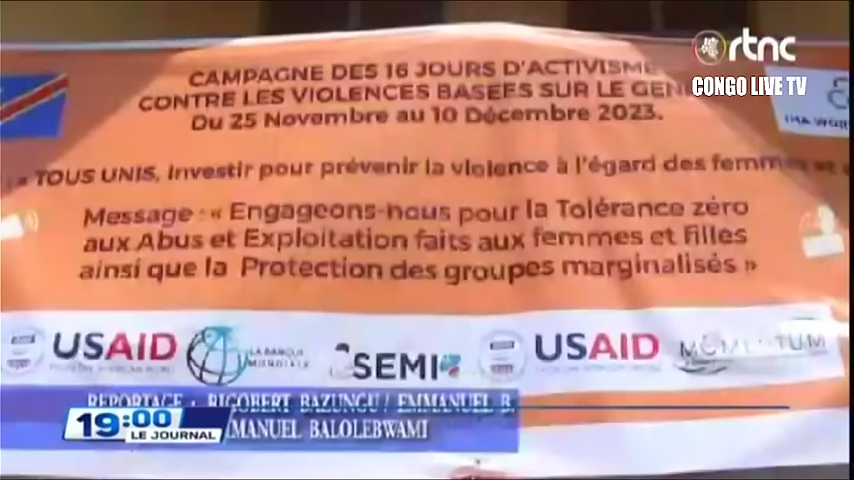 rtnc
CONGO LIVE TV
CAMPAGNE DES 16 JOURS D'ACTIVISME
CONTRE LES VIOLENCES BASEES SUR LE
Du 25 Novembre au 10 Décembre 2023.
TOUS UNIS, Investir pour prévenir la violence à l'égard des femmes
Message : « Engageons-nous pour la Tolérance zéro
aux Abus et Exploitation faits aux femmes et filles
ainsi que la Protection des groupes marginalisés »
USAID
LA BANQUE
MONDIALE
SEMI
USAID
MOMENTUM
REPORTAGE : RIGOBERT BAZUNGU / EMMANUEL B.
BALOLEBWAMI
19:00
LE JOURNAL